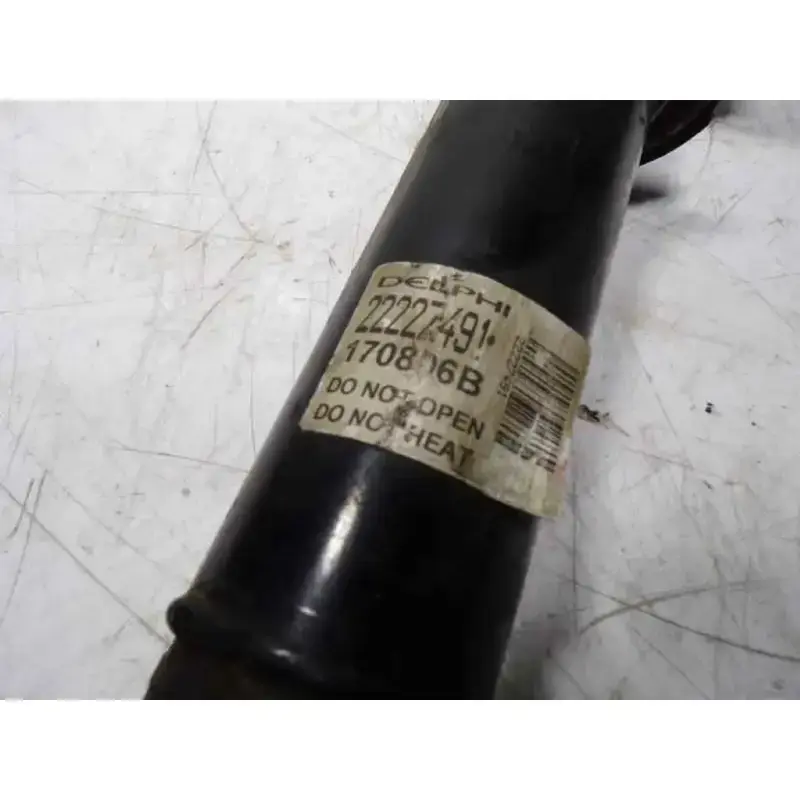 DELPHI
22227491
170806B
DO NOT OPEN
DO NOT HEAT